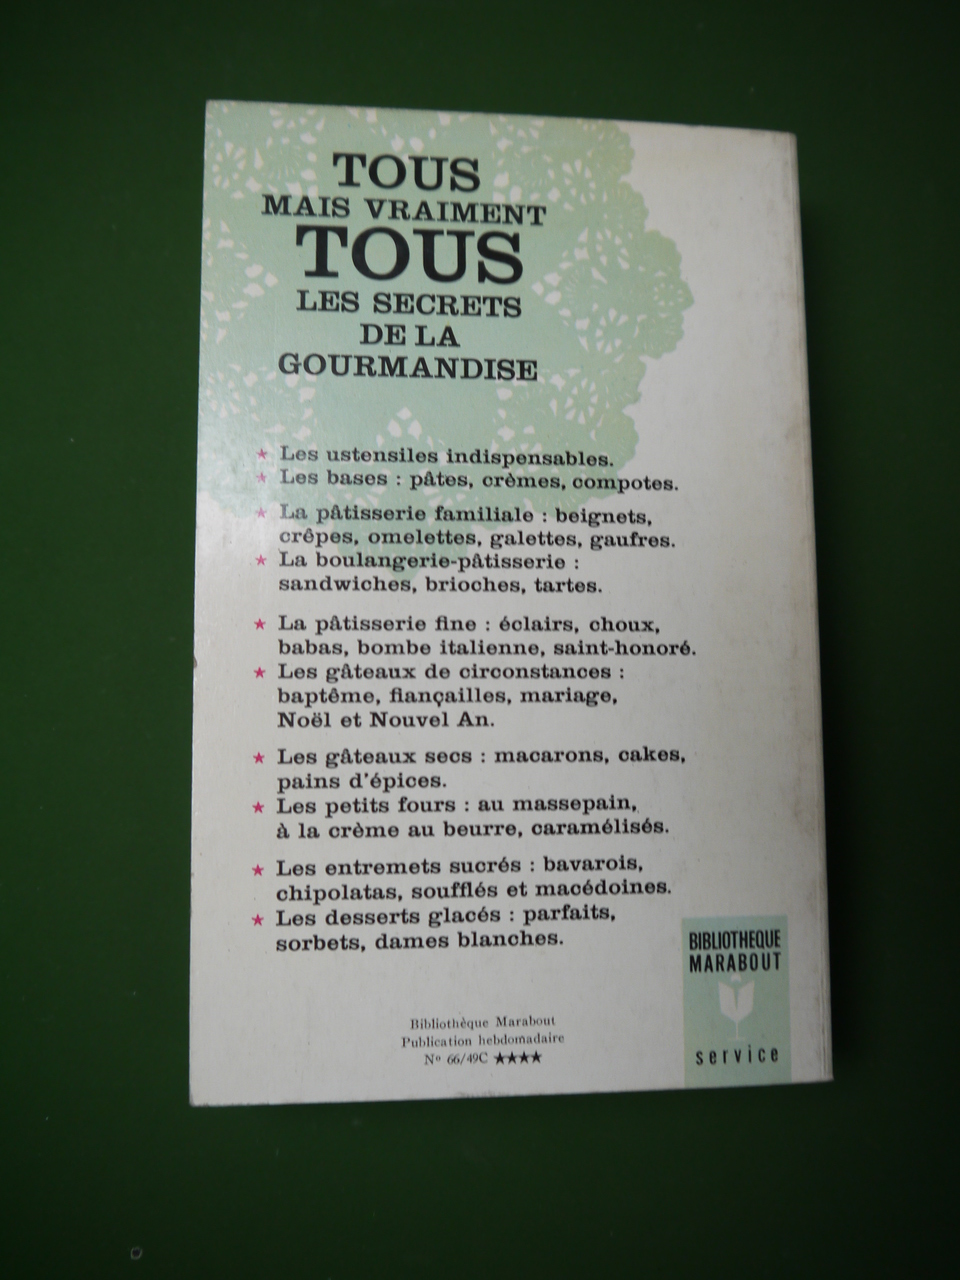 TOUS
MAIS VRAIMENT
TOUS
LES SECRETS
DE LA
GOURMANDISE
★ Les ustensiles indispensables.
★ Les bases : pâtes, crèmes, compotes.
★ La pâtisserie familiale : beignets,
crêpes, omelettes, galettes, gaufres.
★ La boulangerie-pâtisserie :
sandwiches, brioches, tartes.
★ La pâtisserie fine : éclairs, choux,
babas, bombe italienne, saint-honoré.
★ Les gâteaux de circonstances :
baptême, fiançailles, mariage,
Noël et Nouvel An.
★ Les gâteaux secs : macarons, cakes,
pains d'épices.
★ Les petits fours : au massepain,
à la crème au beurre, caramélisés.
★ Les entremets sucrés : bavarois,
chipolatas, soufflés et macédoines.
★ Les desserts glacés : parfaits,
sorbets, dames blanches.
BIBLIOTHEQUE
MARABOUT
service
Bibliothèque Marabout
Publication hebdomadaire
Nº 66/49C ★★★★